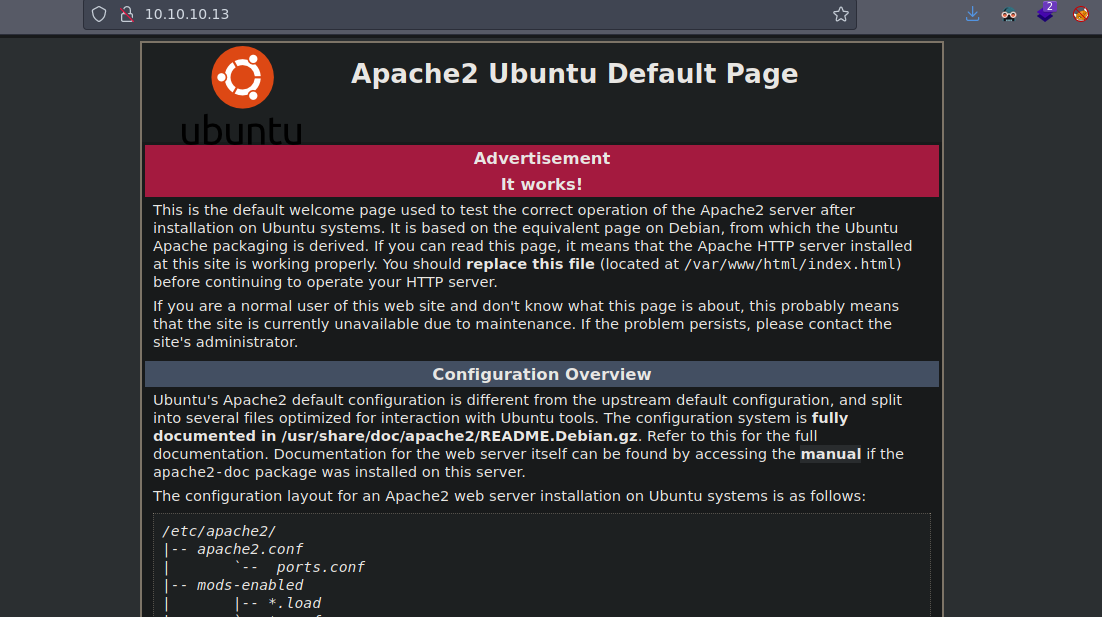 2
10.10.10.13
Apache2 Ubuntu Default Page
ubuntu
Advertisement
It works!
This is the default welcome page used to test the correct operation of the Apache2 server after
installation on Ubuntu systems. It is based on the equivalent page on Debian, from which the Ubuntu
Apache packaging is derived. If you can read this page, it means that the Apache HTTP server installed
at this site is working properly. You should replace this file (located at /var/www/html/index.html)
before continuing to operate your HTTP server.
If you are a normal user of this web site and don't know what this page is about, this probably means
that the site is currently unavailable due to maintenance. If the problem persists, please contact the
site's administrator.
Configuration Overview
Ubuntu's Apache2 default configuration is different from the upstream default configuration, and split
into several files optimized for interaction with Ubuntu tools. The configuration system is fully
documented in /usr/share/doc/apache2/README.Debian.gz. Refer to this for the full
documentation. Documentation for the web server itself can be found by accessing the manual if the
apache2-doc package was installed on this server.
The configuration layout for an Apache2 web server installation on Ubuntu systems is as follows:
/etc/apache2/
|-- apache2.conf
|       `--  ports.conf
|-- mods-enabled
|       |-- *.load